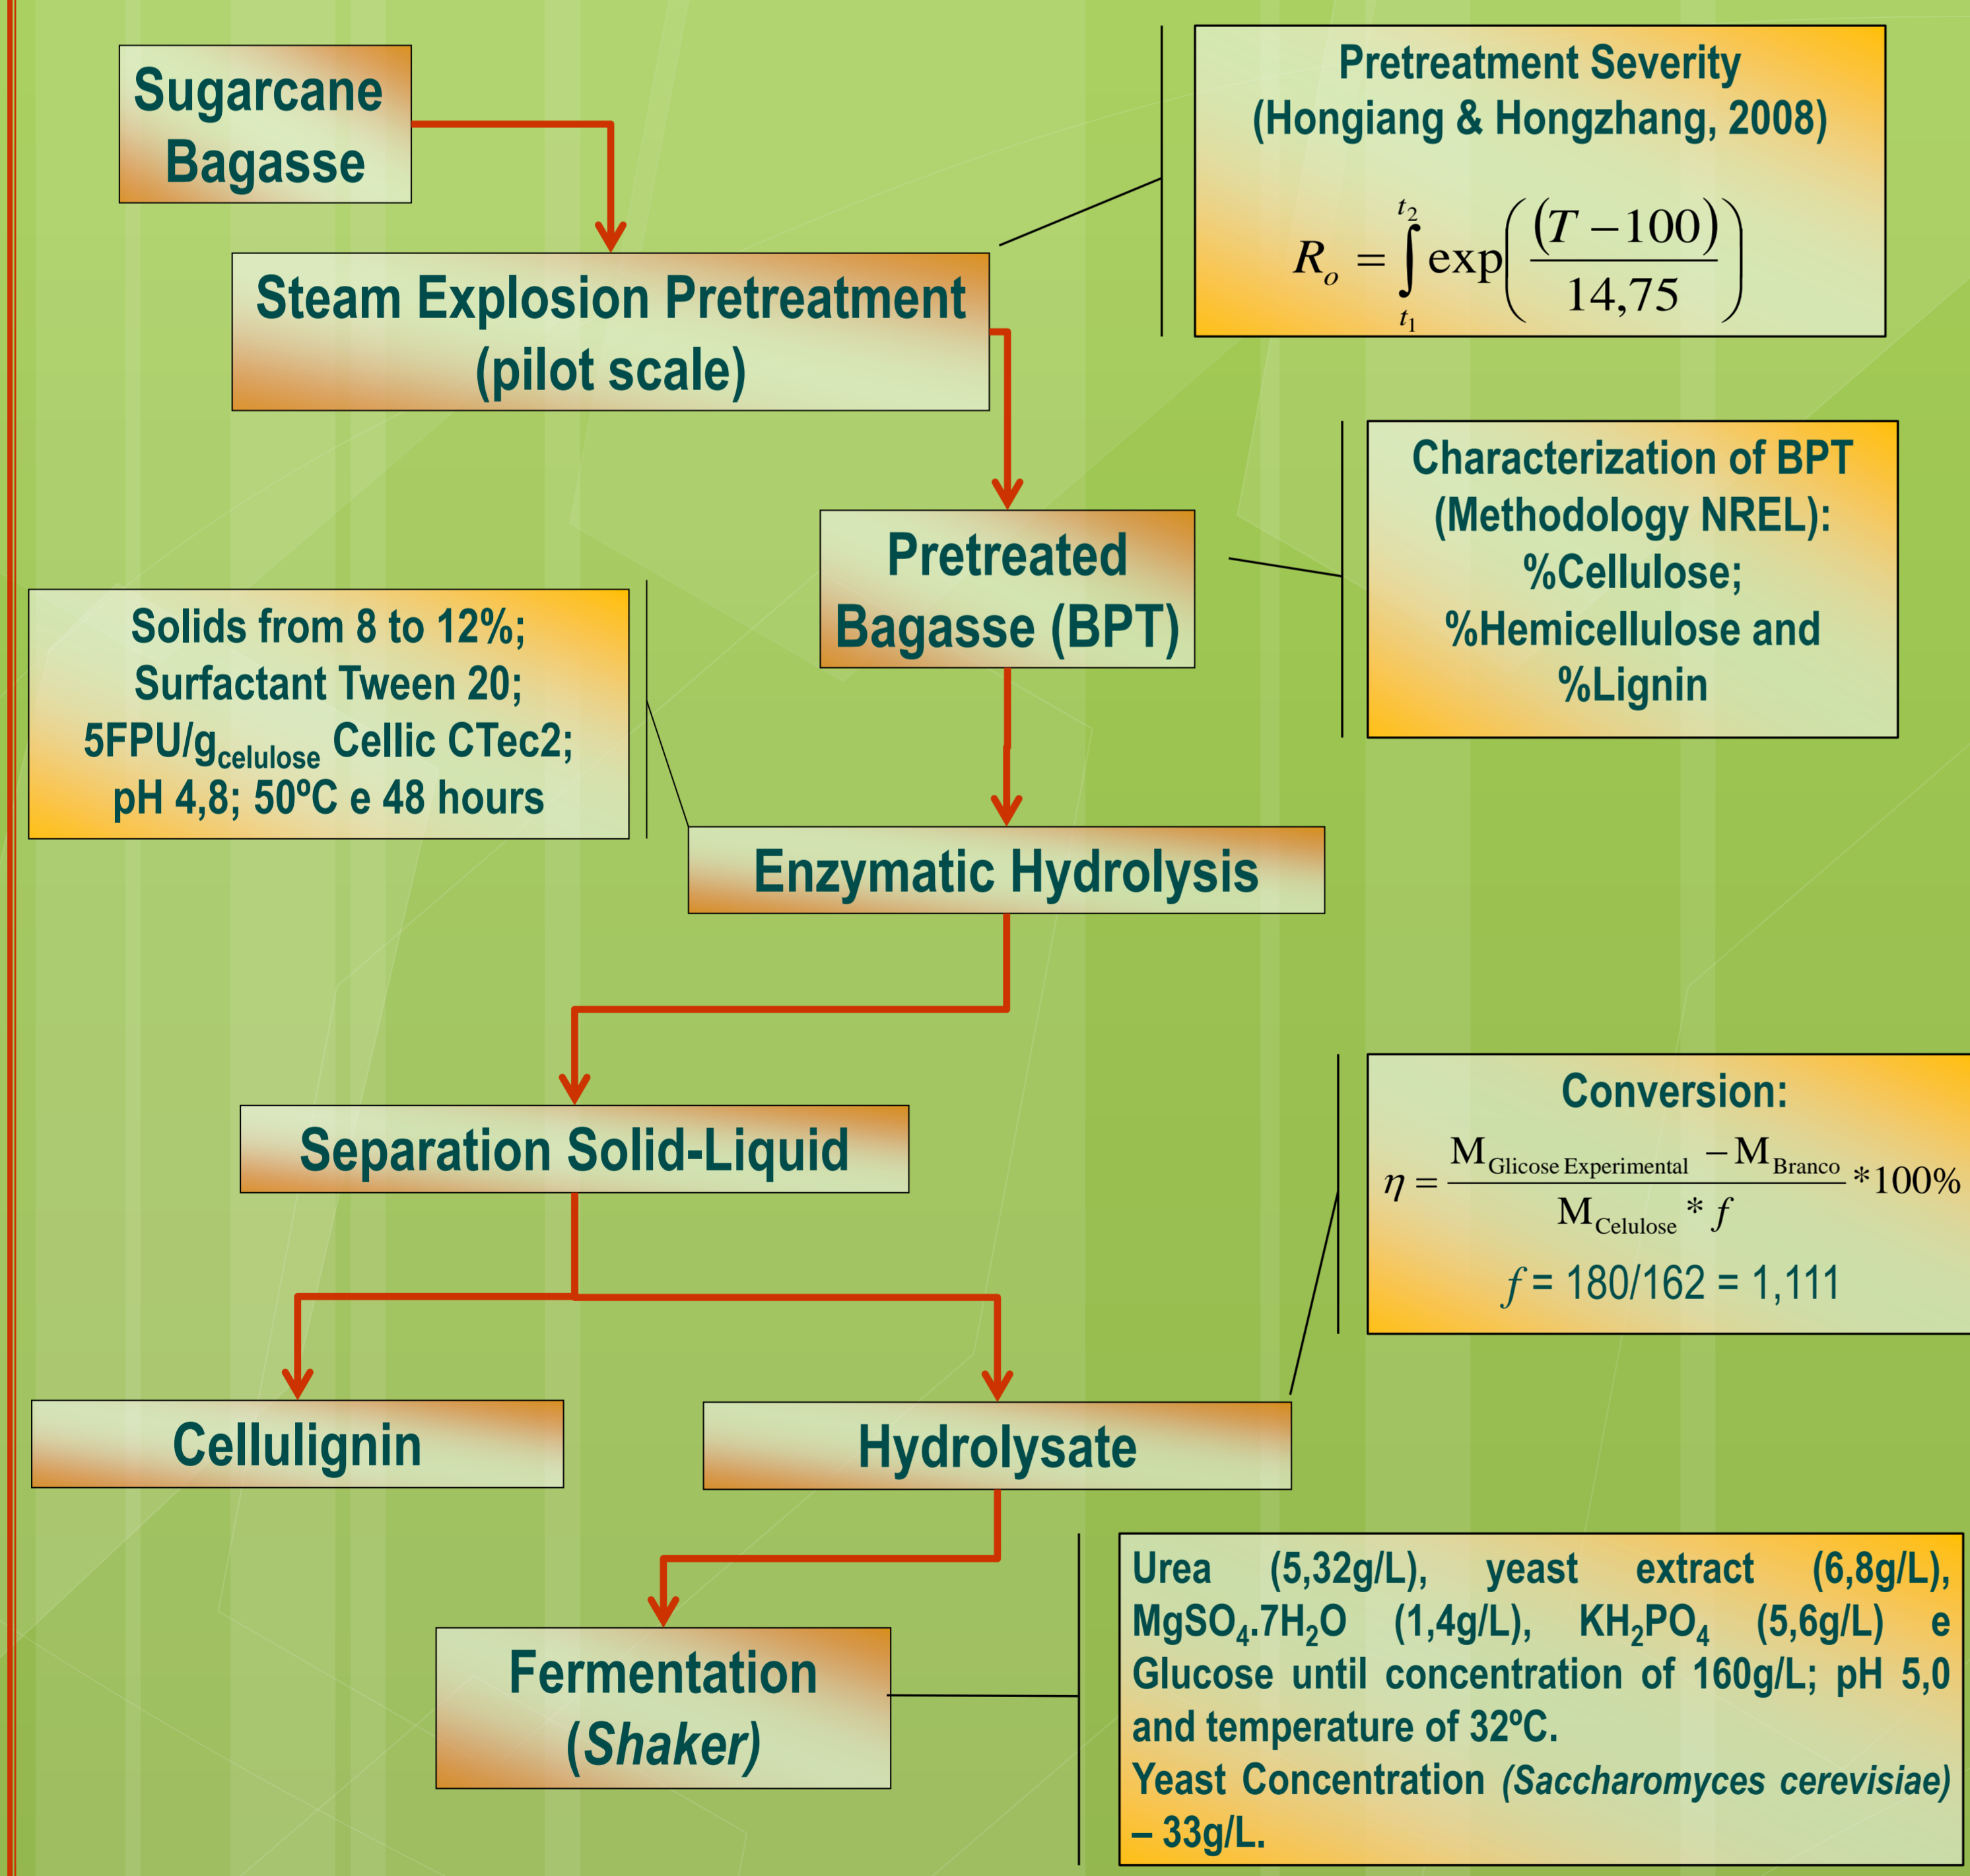 Sugarcane
Bagasse
Pretreatment Severity
(Hongiang & Hongzhang, 2008)
R_o = ∫_{t_1}^{t_2} exp((T – 100)/14,75)
Steam Explosion Pretreatment
(pilot scale)
Characterization of BPT
(Methodology NREL):
%Cellulose;
%Hemicellulose and
%Lignin
Pretreated
Bagasse (BPT)
Solids from 8 to 12%;
Surfactant Tween 20;
5FPU/g_celulose Cellic CTec2;
pH 4,8; 50ºC e 48 hours
Enzymatic Hydrolysis
Separation Solid-Liquid
Conversion:
η = (M_Glicose Experimental – M_Branco)/(M_Celulose * f) *100%
f = 180/162 = 1,111
Cellulignin
Hydrolysate
Fermentation
(Shaker)
Urea (5,32g/L), yeast extract (6,8g/L),
MgSO₄.7H₂O (1,4g/L), KH₂PO₄ (5,6g/L) e
Glucose until concentration of 160g/L; pH 5,0
and temperature of 32ºC.
Yeast Concentration (Saccharomyces cerevisiae)
– 33g/L.